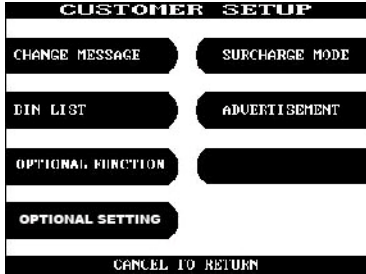 CUSTOMER SETUP
CHANGE MESSAGE
SURCHARGE MODE
BIN LIST
ADVERTISEMENT
OPTIONAL FUNCTION
OPTIONAL SETTING
CANCEL TO RETURN